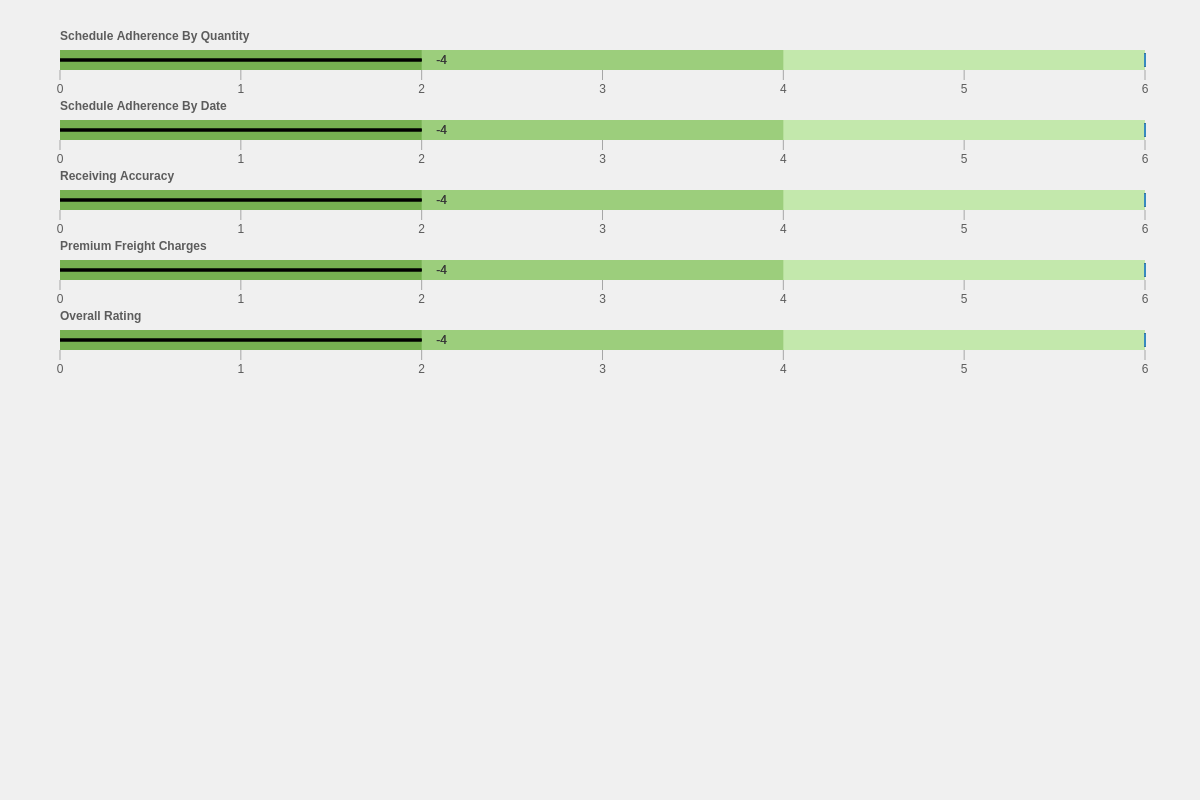 Schedule Adherence By Quantity
-4
0 1 2 3 4 5 6
Schedule Adherence By Date
-4
0 1 2 3 4 5 6
Receiving Accuracy
-4
0 1 2 3 4 5 6
Premium Freight Charges
-4
0 1 2 3 4 5 6
Overall Rating
-4
0 1 2 3 4 5 6